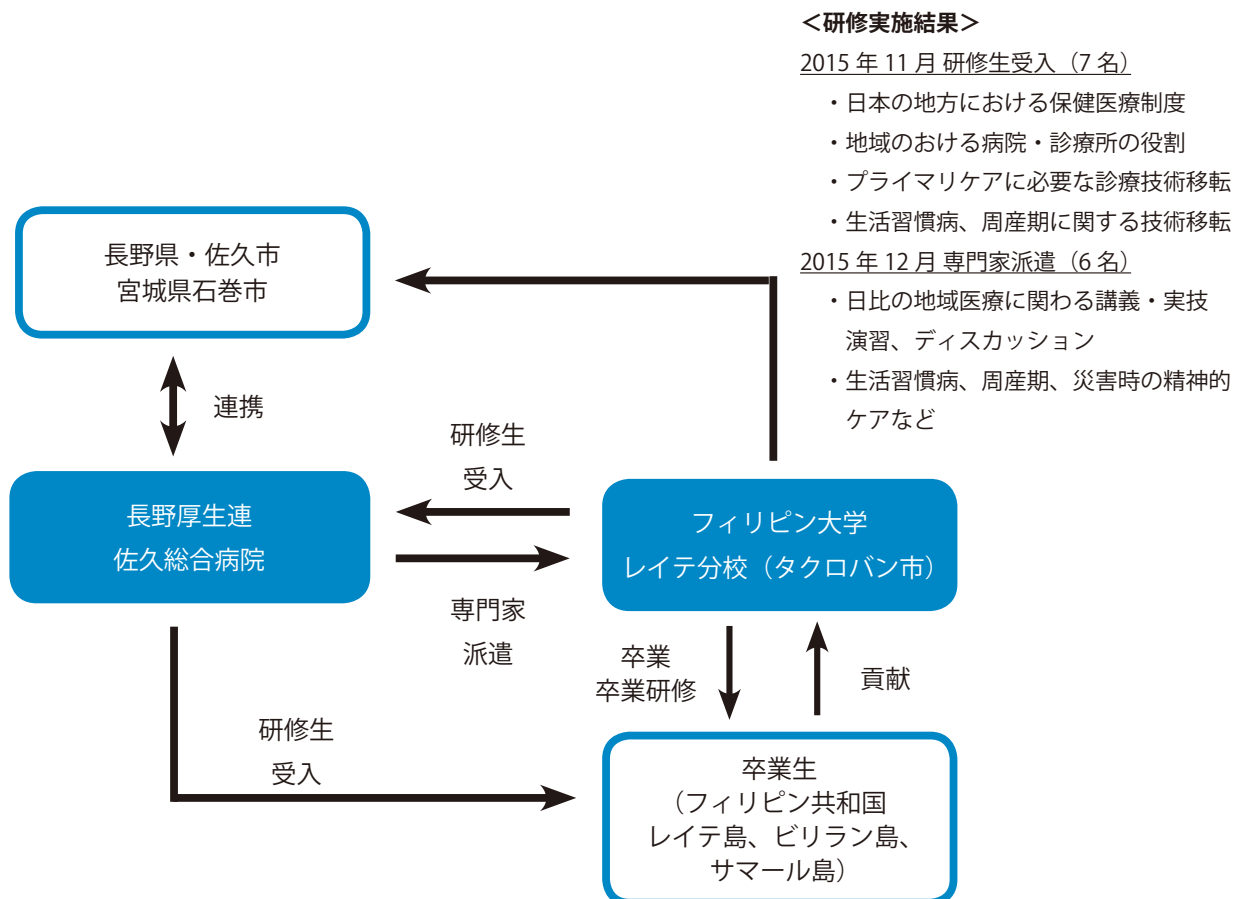 ＜研修実施結果＞
2015 年 11 月 研修生受入（7 名）
・日本の地方における保健医療制度
・地域のおける病院・診療所の役割
・プライマリケアに必要な診療技術移転
・生活習慣病、周産期に関する技術移転
2015 年 12 月 専門家派遣（6 名）
・日比の地域医療に関わる講義・実技
演習、ディスカッション
・生活習慣病、周産期、災害時の精神的
ケアなど
長野県・佐久市
宮城県石巻市
連携
研修生
受入
長野厚生連
佐久総合病院
フィリピン大学
レイテ分校（タクロバン市）
専門家
派遣
卒業
卒業研修
貢献
研修生
受入
卒業生
（フィリピン共和国
レイテ島、ビリラン島、
サマール島）